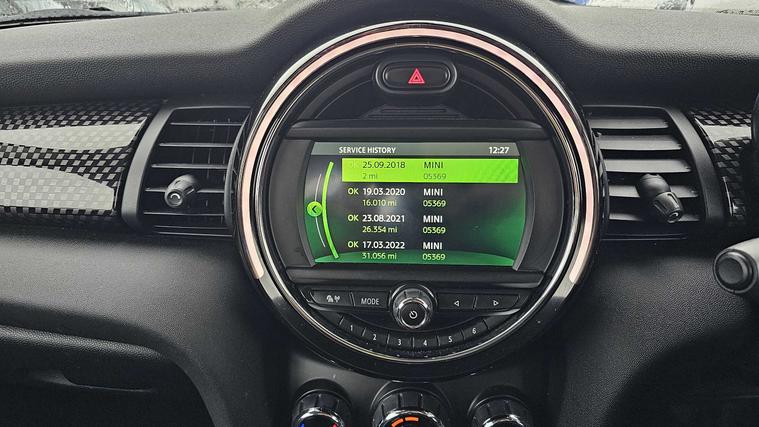 SERVICE HISTORY 12:27
OK 25.09.2018 MINI
2 mi 05369
OK 19.03.2020 MINI
16.010 mi 05369
OK 23.08.2021 MINI
26.354 mi 05369
OK 17.03.2022 MINI
31.056 mi 05369
MODE
1 2 3 4 5 6